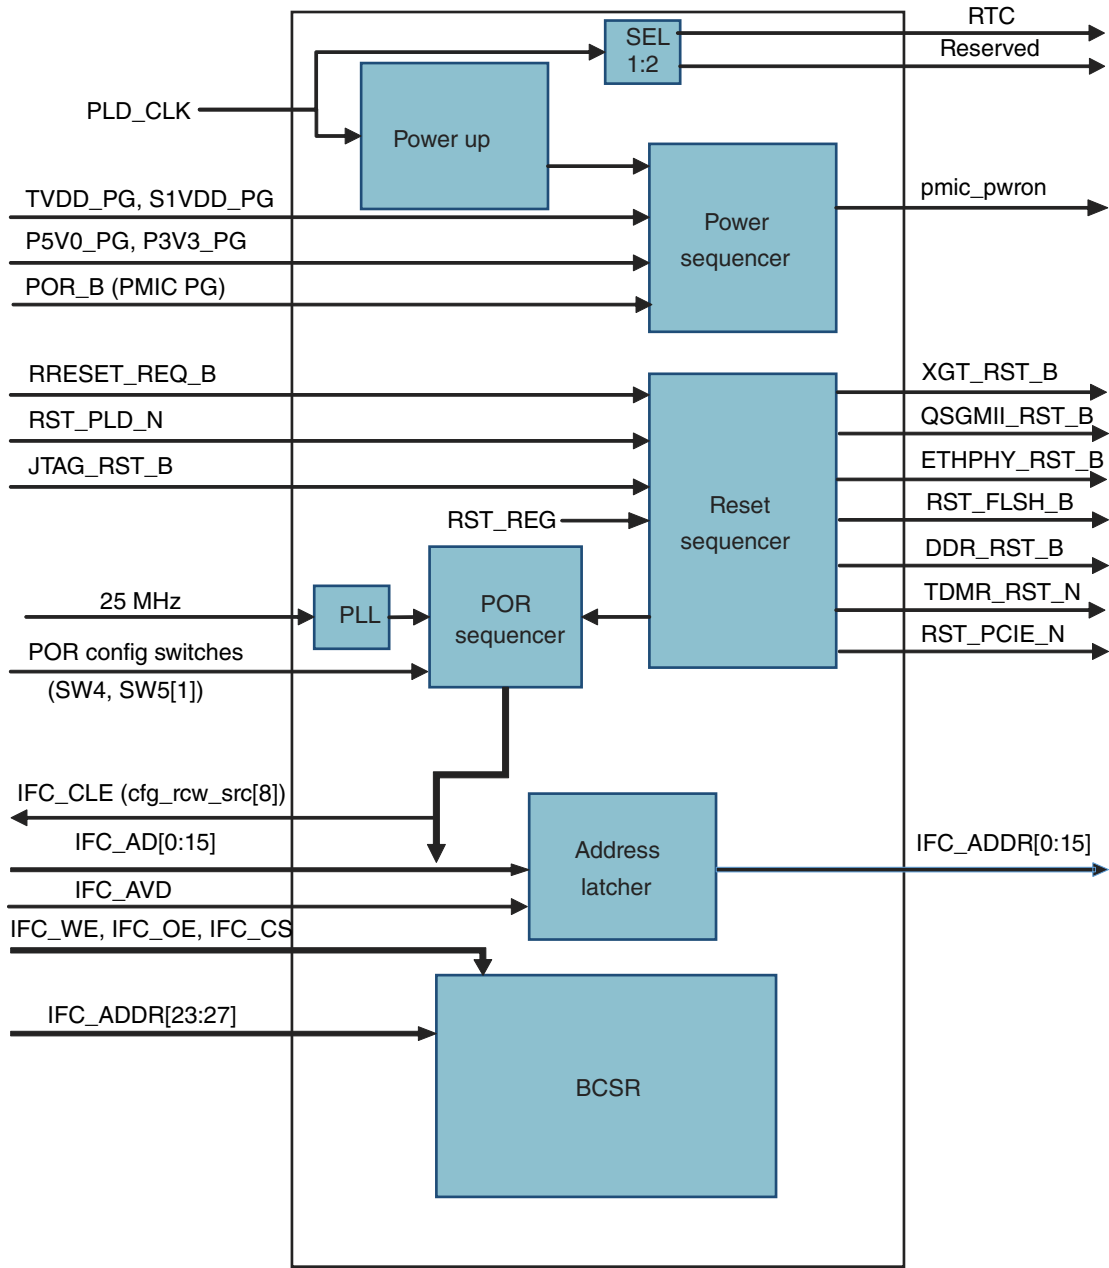 RTC
SEL
1:2
Reserved
PLD_CLK
Power up
TVDD_PG, S1VDD_PG
pmic_pwron
P5V0_PG, P3V3_PG
Power
sequencer
POR_B (PMIC PG)
RRESET_REQ_B
XGT_RST_B
RST_PLD_N
QSGMII_RST_B
JTAG_RST_B
ETHPHY_RST_B
RST_REG
Reset
sequencer
RST_FLSH_B
DDR_RST_B
25 MHz
PLL
POR
sequencer
TDMR_RST_N
RST_PCIE_N
POR config switches
(SW4, SW5[1])
IFC_CLE (cfg_rcw_src[8])
IFC_AD[0:15]
Address
latcher
IFC_ADDR[0:15]
IFC_AVD
IFC_WE, IFC_OE, IFC_CS
IFC_ADDR[23:27]
BCSR